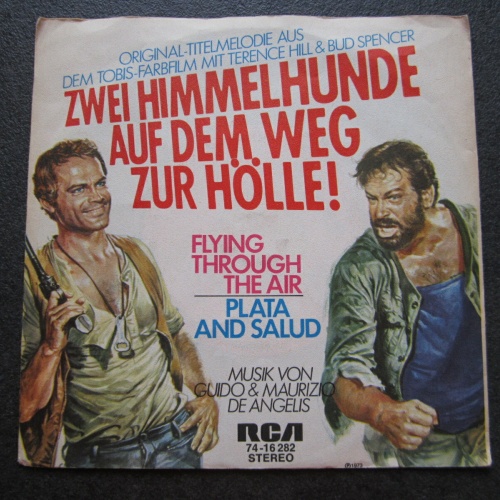 ORIGINAL-TITELMELODIE AUS
DEM TOBIS-FARBFILM MIT TERENCE HILL & BUD SPENCER
ZWEI HIMMELHUNDE
AUF DEM WEG
ZUR HÖLLE!
FLYING
THROUGH
THE AIR
PLATA
AND SALUD
MUSIK VON
GUIDO & MAURIZIO
DE ANGELIS
RCA
74-16 282
STEREO
℗1973